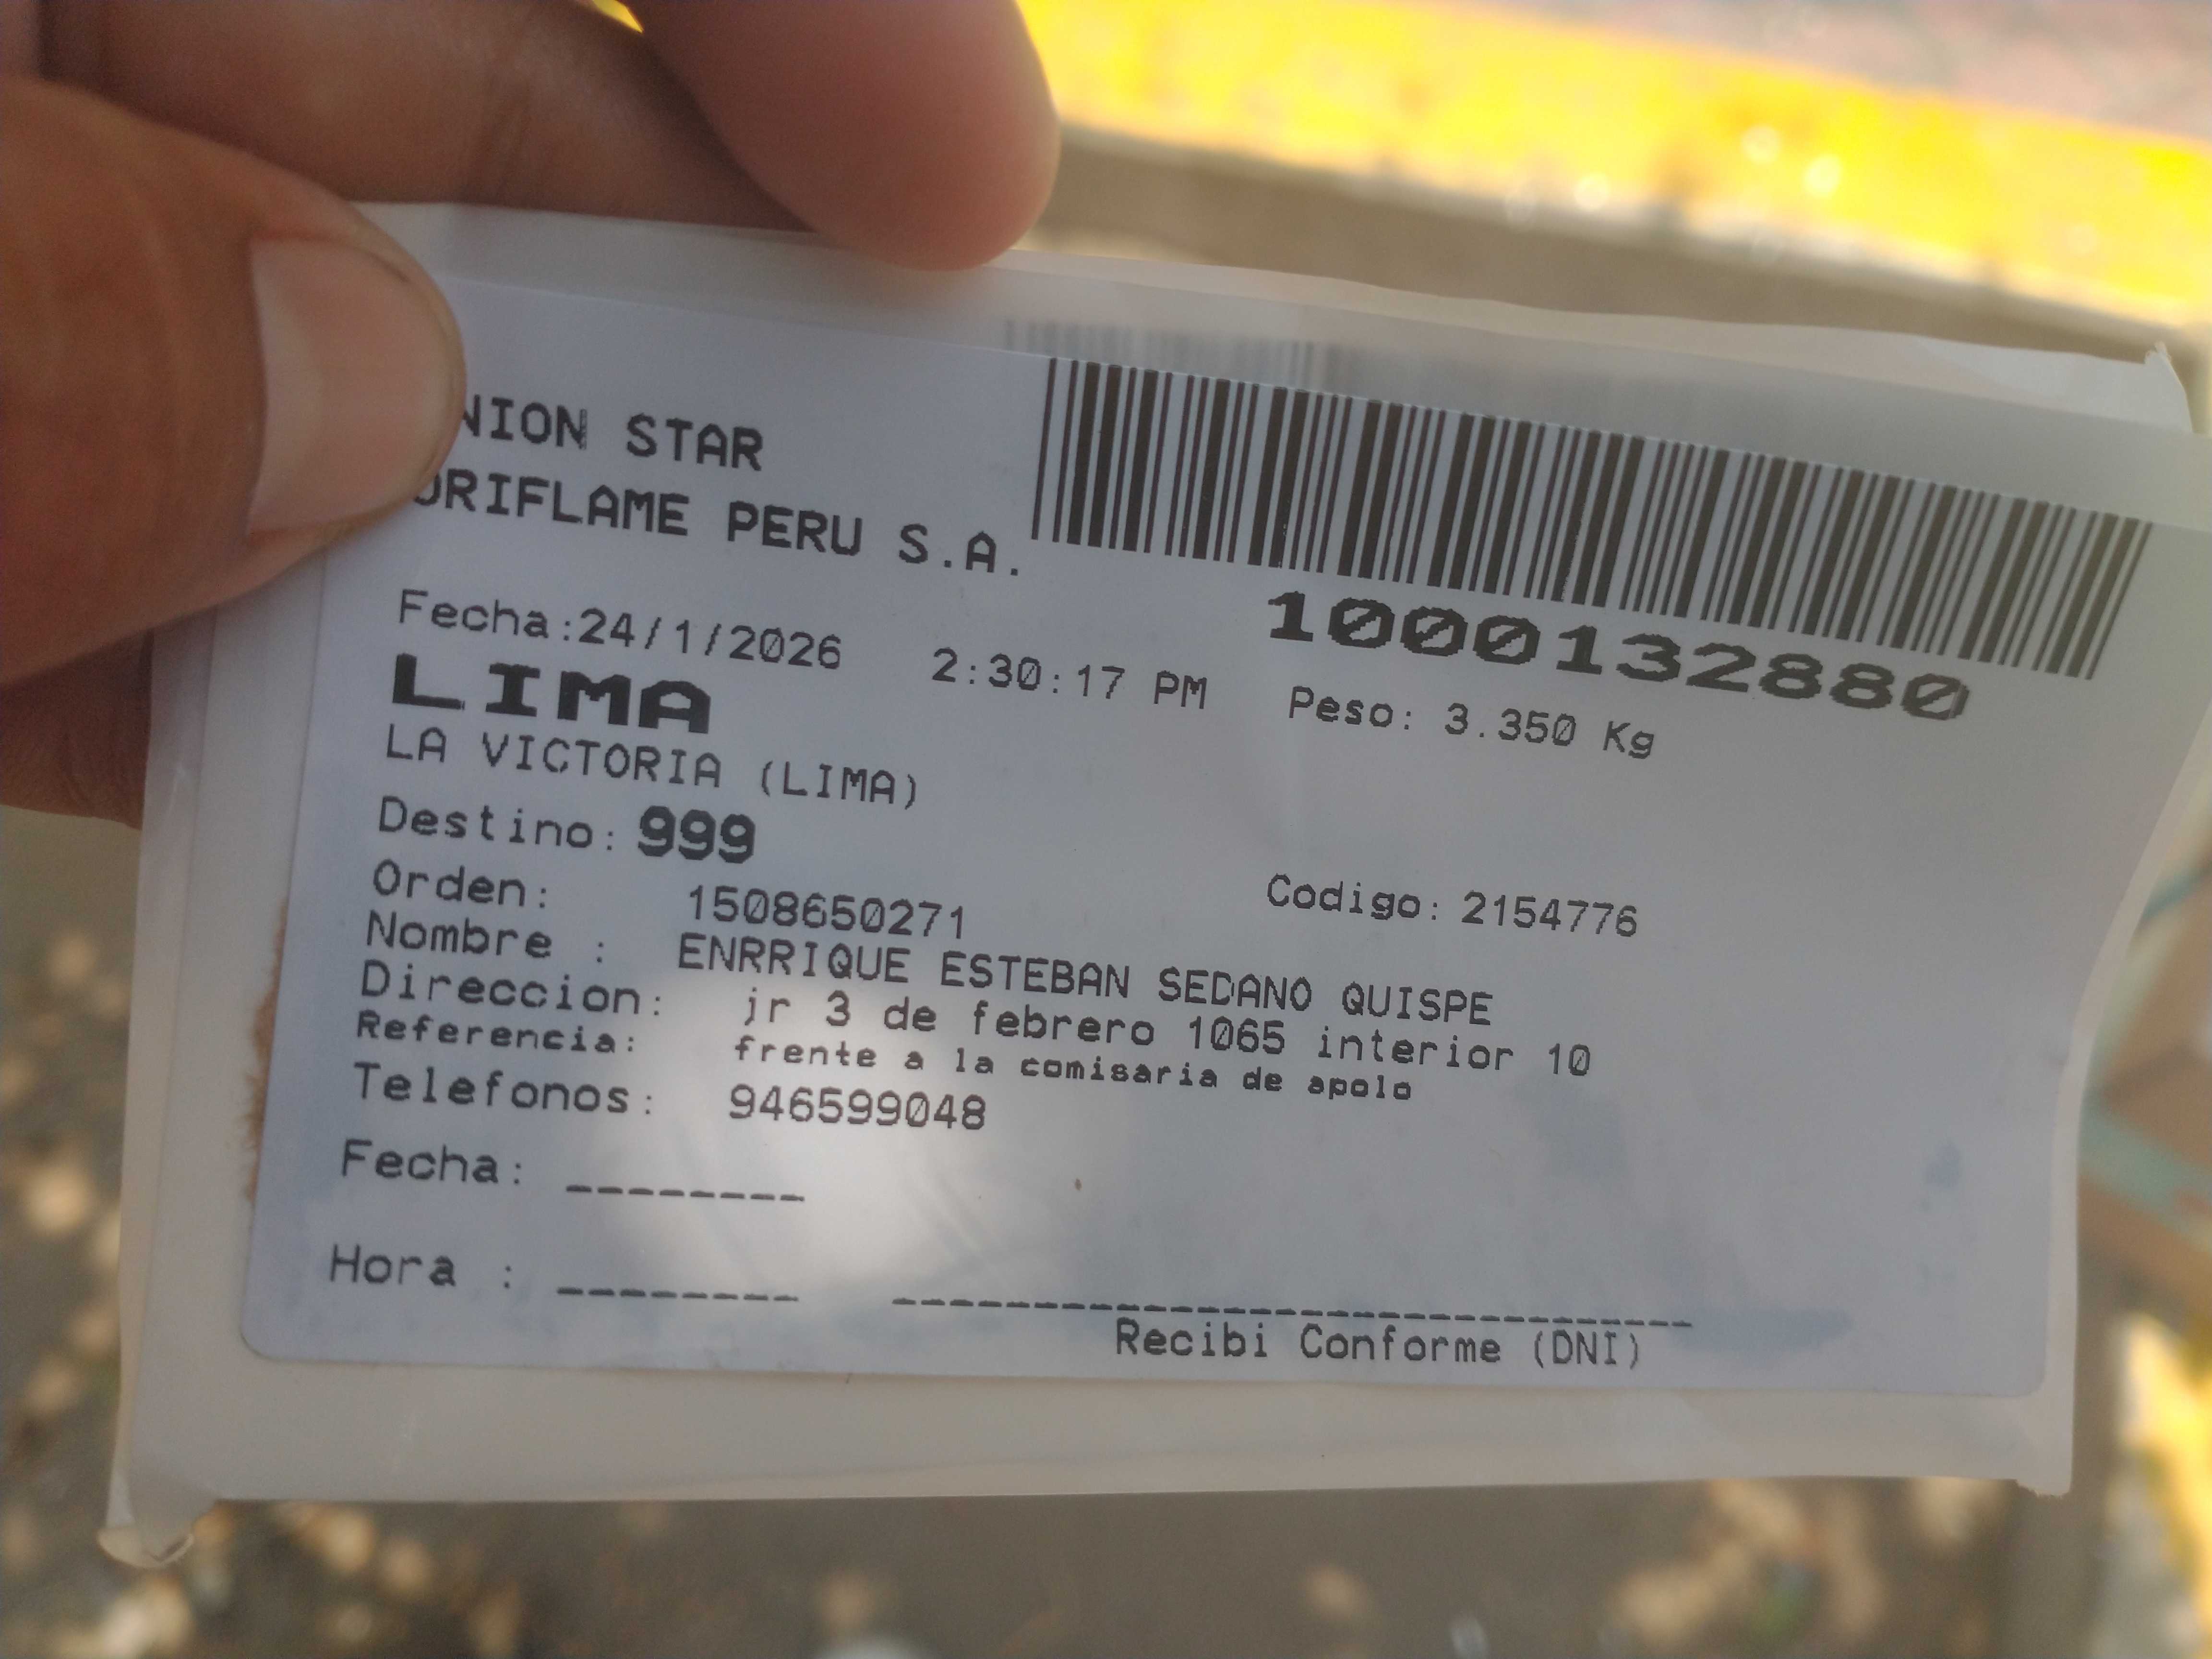 NION STAR
ORIFLAME PERU S.A.
1000132880
Fecha:24/1/2026 2:30:17 PM Peso: 3.350 Kg
LIMA
LA VICTORIA (LIMA)
Destino: 999
Orden: 1508650271 Codigo: 2154776
Nombre : ENRRIQUE ESTEBAN SEDANO QUISPE
Direccion: jr 3 de febrero 1065 interior 10
Referencia: frente a la comisaria de apolo
Telefonos: 946599048
Fecha: ________
Hora : ________
Recibi Conforme (DNI)